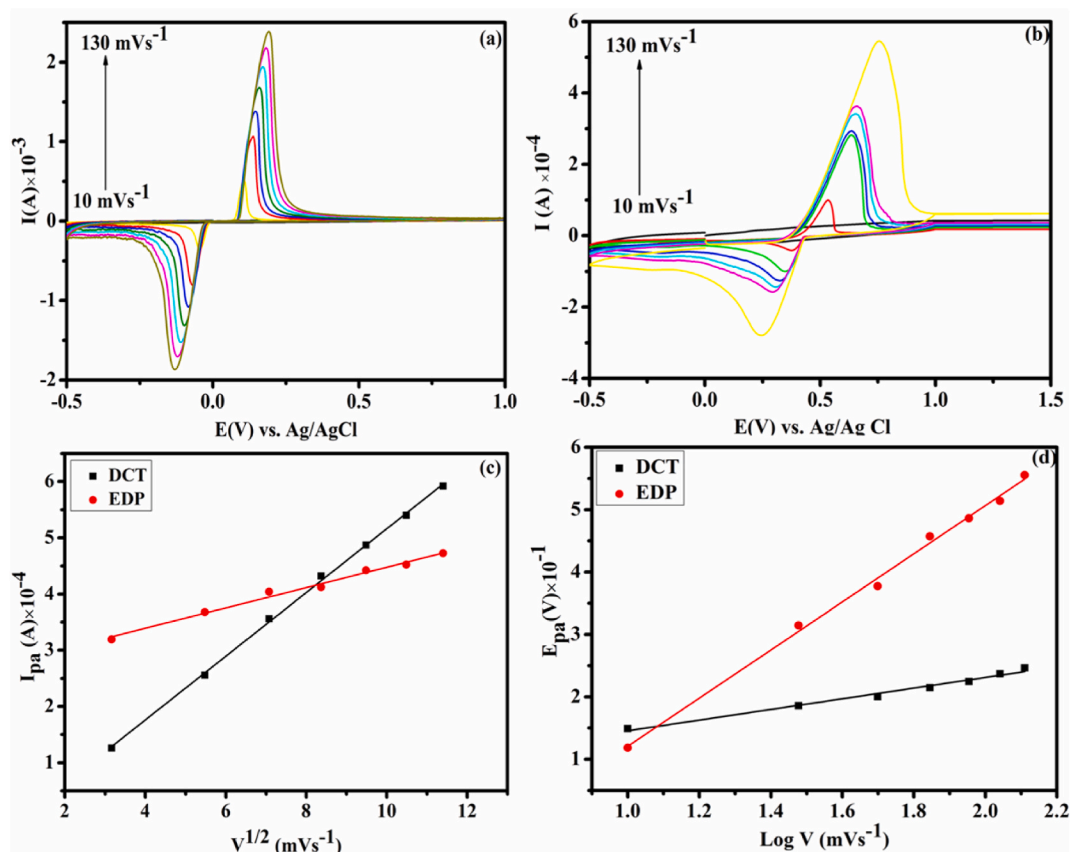 (a)
130 mVs-1
10 mVs-1
2
1
0
-1
-2
I(A)×10-3
-0.5
0.0
0.5
1.0
E(V) vs. Ag/AgCl
(b)
130 mVs-1
10 mVs-1
6
4
2
0
-2
-4
I (A) ×10-4
-0.5
0.0
0.5
1.0
1.5
E(V) vs. Ag/Ag Cl
(c)
DCT
EDP
6
5
4
3
4
1
Ipa (A)×10-4
2
4
6
8
10
12
V1/2 (mVs-1)
(d)
DCT
EDP
6
5
4
3
2
1
Epa(V)×10-1
1.0
1.2
1.4
1.6
1.8
2.0
2.2
Log V (mVs-1)